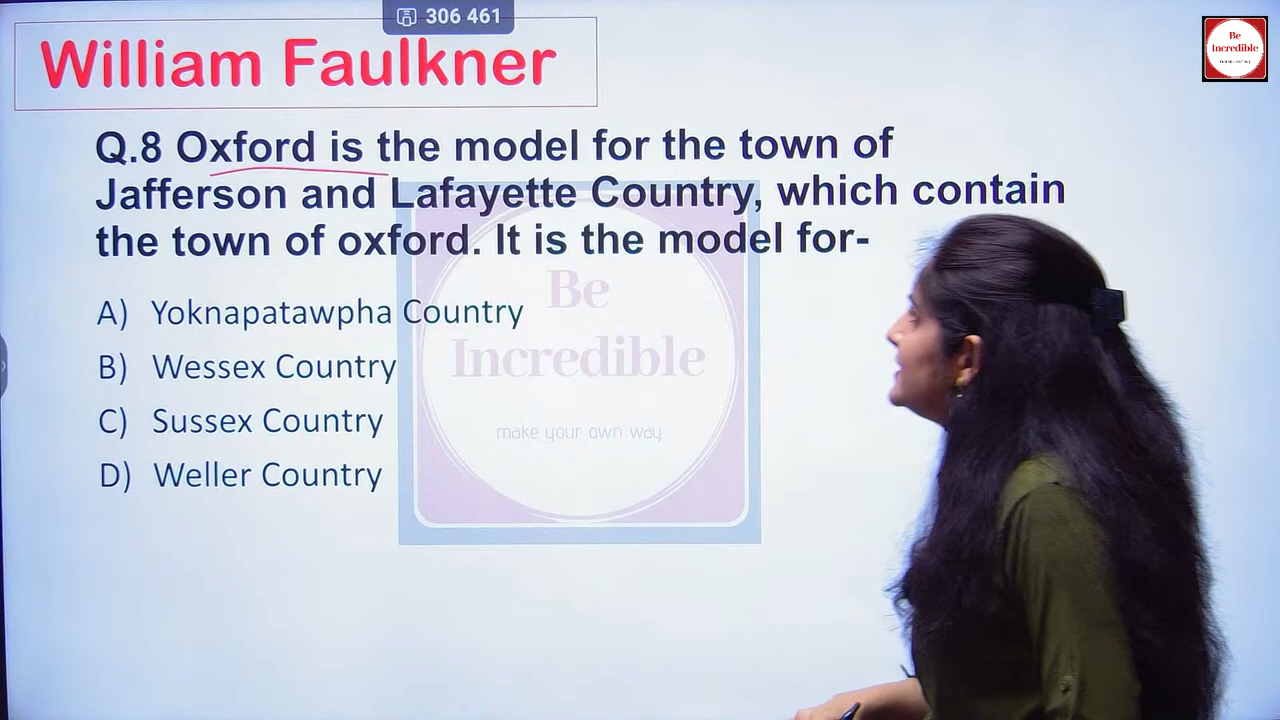 306 461
William Faulkner
Be
Incredible
Q.8 Oxford is the model for the town of
Jafferson and Lafayette Country, which contain
the town of oxford. It is the model for-
A) Yoknapatawpha Country
B) Wessex Country
C) Sussex Country
D) Weller Country
Be
Incredible
make your own way